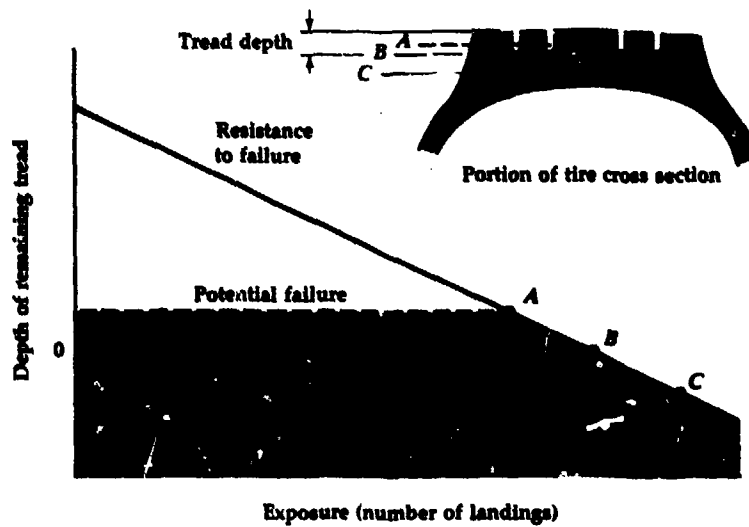 Tread depth
A
B
C
Resistance
to failure
Portion of tire cross section
Depth of remaining tread
Potential failure
A
0
B
C
Exposure (number of landings)